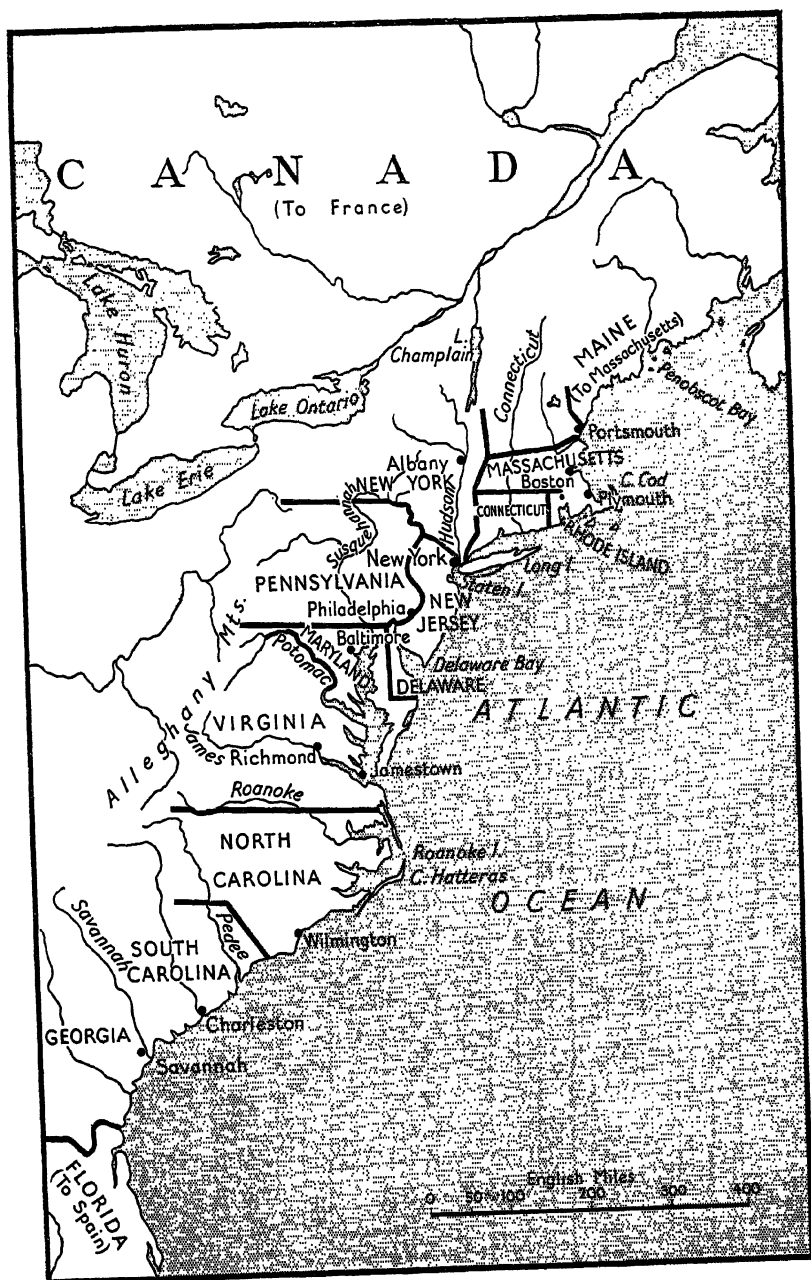 CANADA
(To France)
Lake Huron
L.
Champlain
Connecticut
MAINE
(To Massachusetts)
Penobscot Bay
Lake Ontario
Portsmouth
Albany
MASSACHUSETTS
Lake Erie
NEW YORK
Boston
C. Cod
Plymouth
Hudson
CONNECTICUT
RHODE ISLAND
Susquehannah
New York
Long I.
PENNSYLVANIA
Staten I.
Philadelphia
NEW
JERSEY
MARYLAND
Baltimore
Potomac
Delaware Bay
DELAWARE
Alleghany Mts.
ATLANTIC
VIRGINIA
James
Richmond
Jamestown
Roanoke
NORTH
CAROLINA
Roanoke I.
C. Hatteras
OCEAN
Savannah
Pedee
Wilmington
SOUTH
CAROLINA
Charleston
GEORGIA
Savannah
FLORIDA
(To Spain)
English Miles
0 50 100 200 300 400